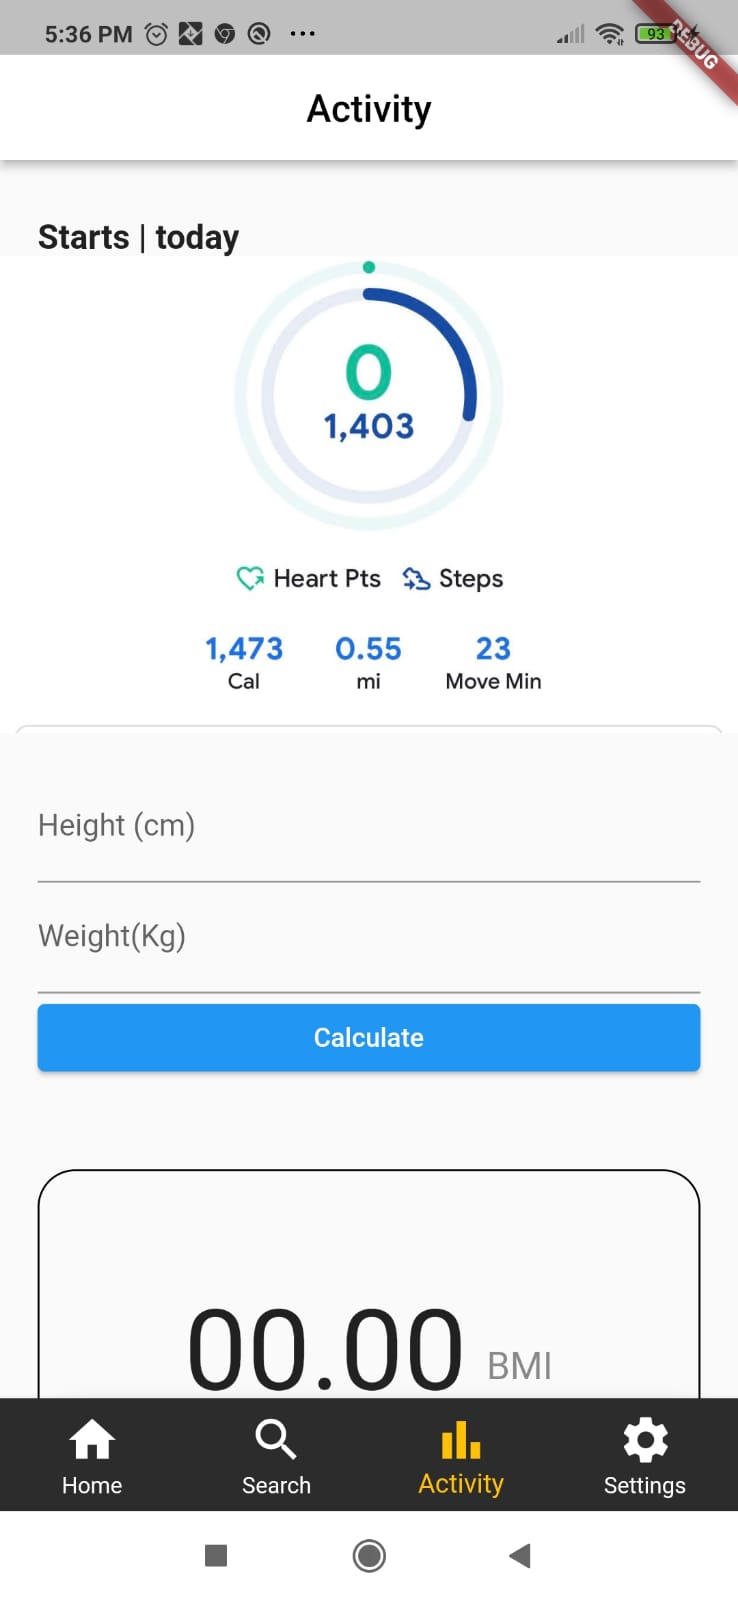 5:36 PM
93
DEBUG
Activity
Starts | today
0
1,403
Heart Pts Steps
1,473 0.55 23
Cal mi Move Min
Height (cm)
Weight(Kg)
Calculate
00.00 BMI
Home Search Activity Settings